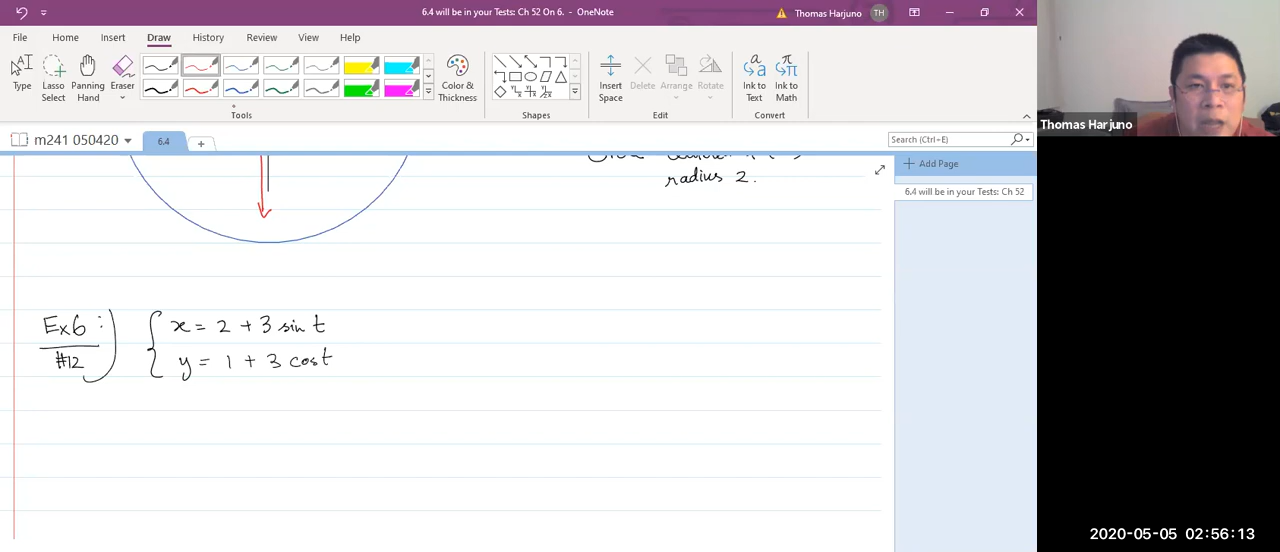 6.4 will be in your Tests: Ch 52 On 6. - OneNote
Thomas Harjuno
TH
File
Home
Insert
Draw
History
Review
View
Help
Type
Lasso Select
Panning Hand
Eraser
Color & Thickness
Insert Space
Delete
Arrange
Rotate
Ink to Text
Ink to Math
Tools
Shapes
Edit
Convert
m241 050420
6.4
Search (Ctrl+E)
Add Page
6.4 will be in your Tests: Ch 52
radius 2.
Ex6 :) x = 2 + 3 sin t
#12 y = 1 + 3 cost
Thomas Harjuno
2020-05-05 02:56:13